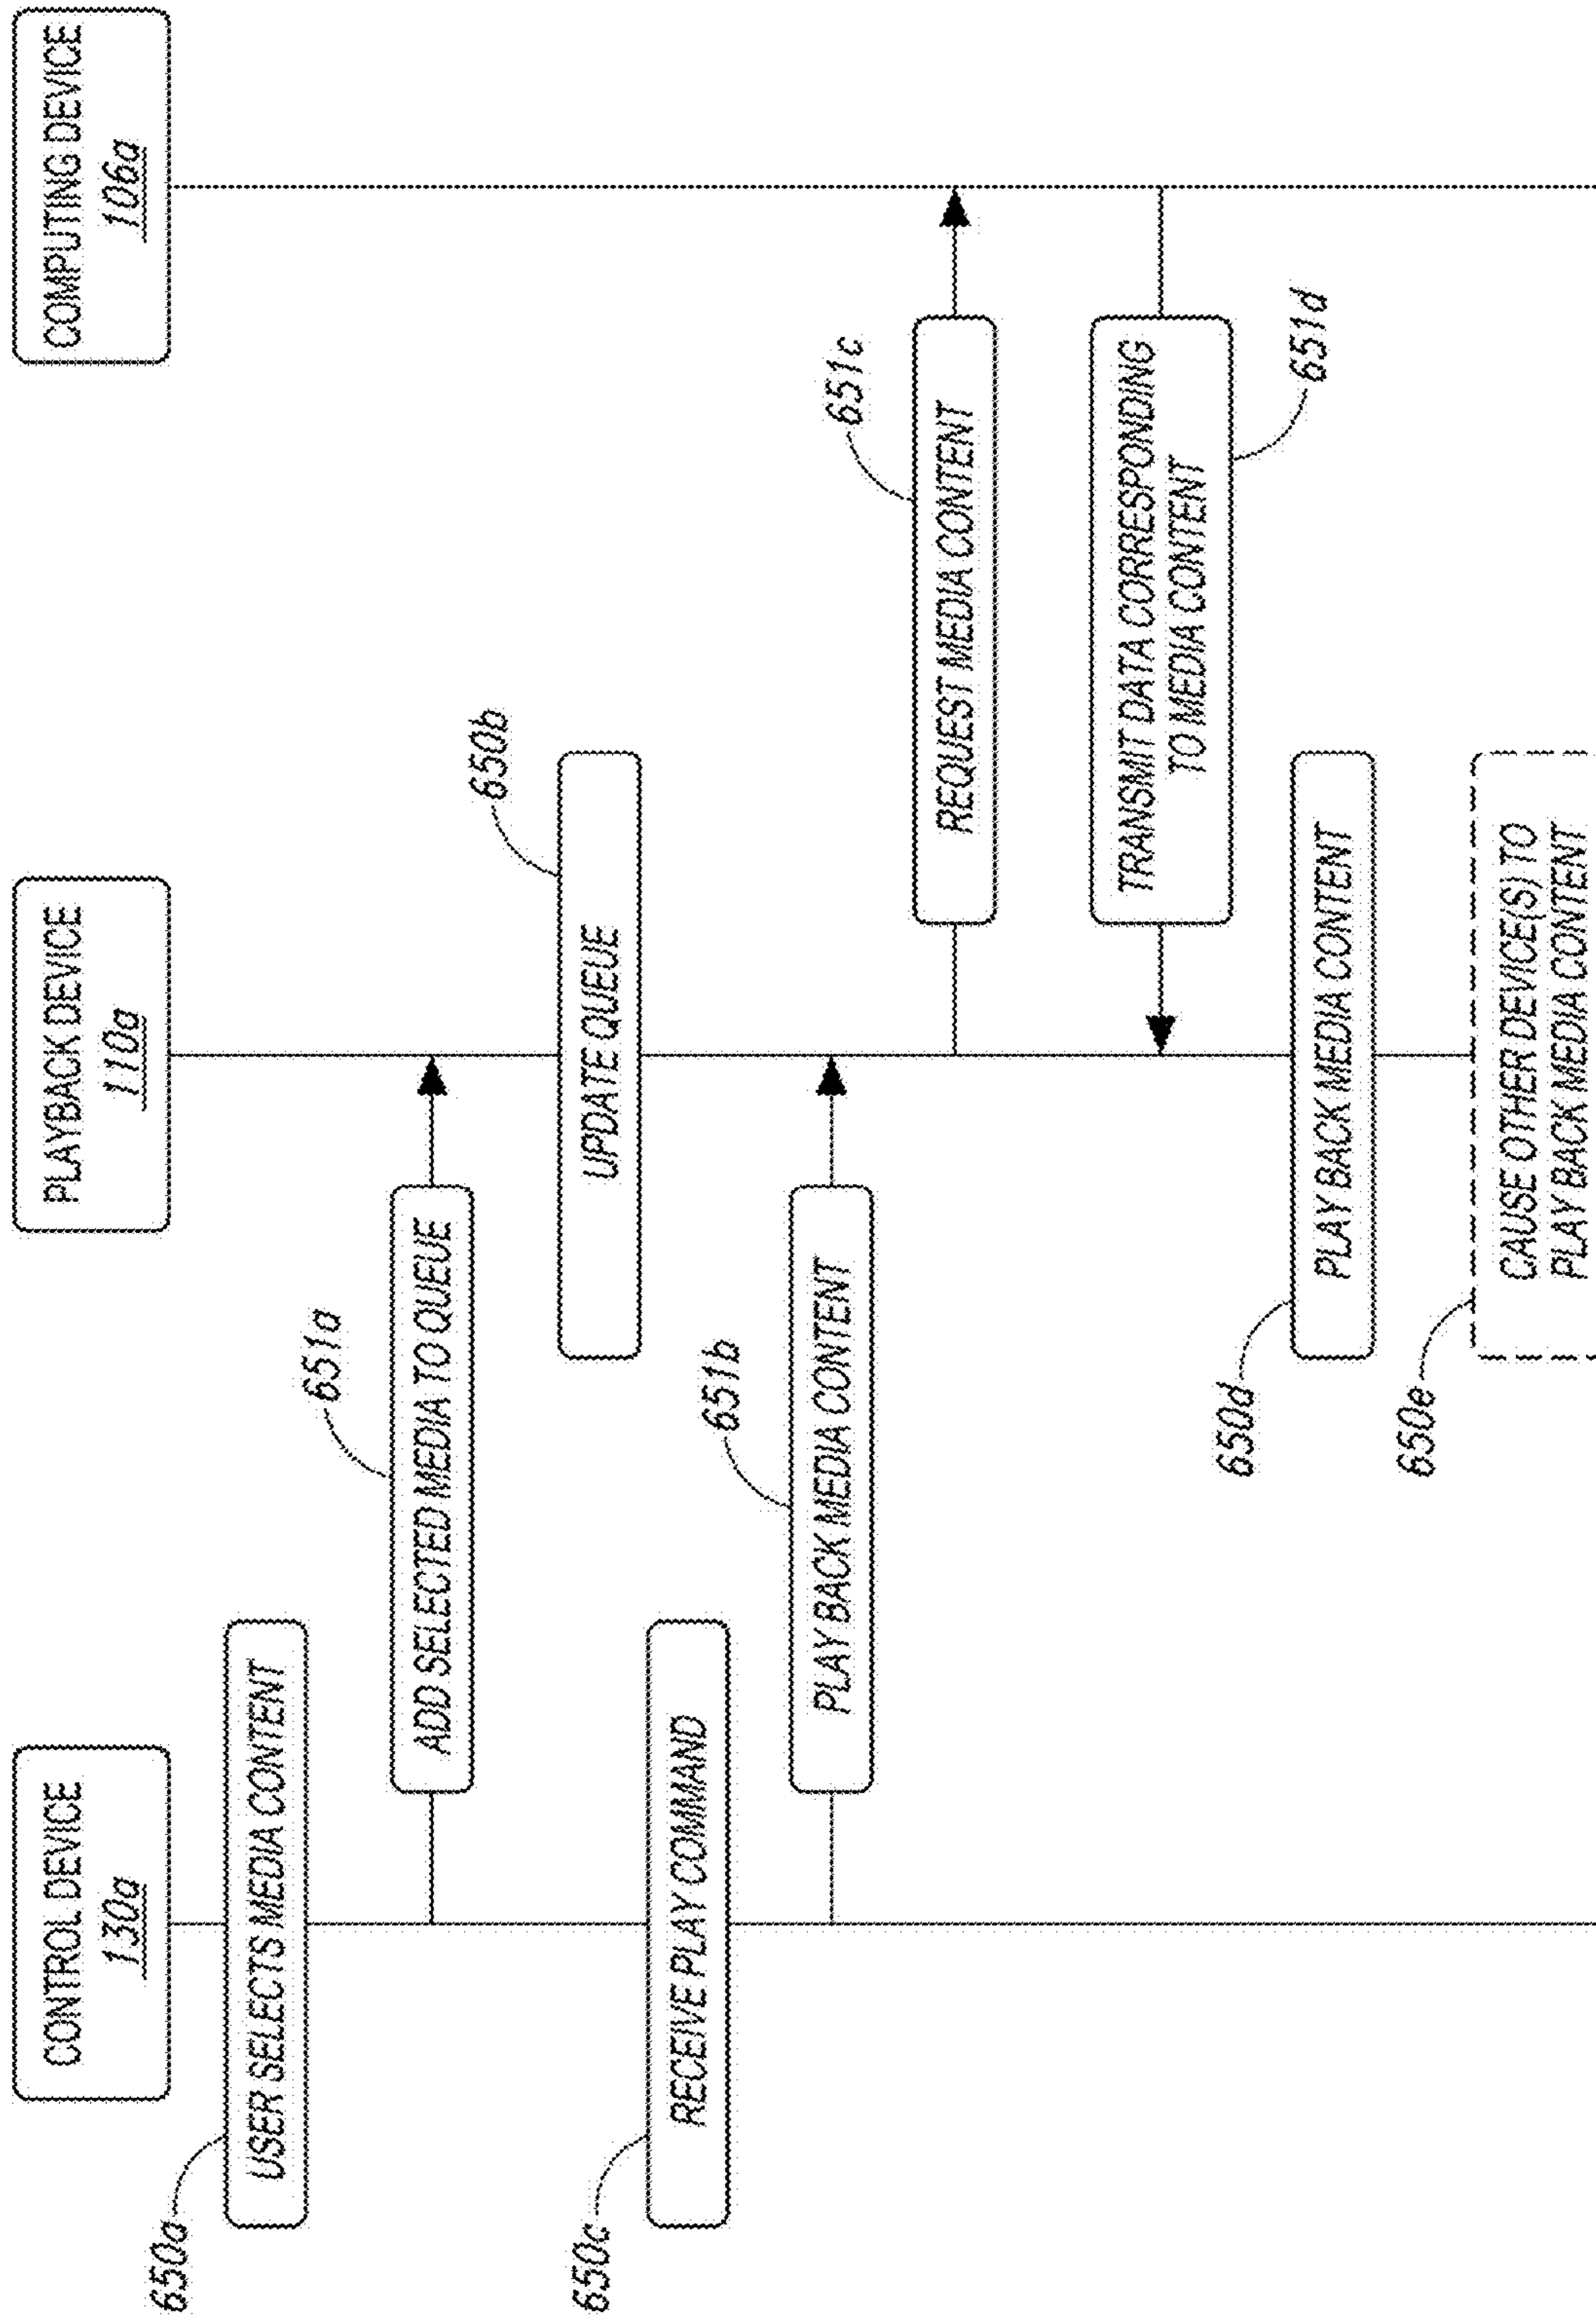 CONTROL DEVICE
130a
PLAYBACK DEVICE
110a
COMPUTING DEVICE
106a
650a
USER SELECTS MEDIA CONTENT
651a
ADD SELECTED MEDIA TO QUEUE
650b
UPDATE QUEUE
650c
RECEIVE PLAY COMMAND
651b
PLAY BACK MEDIA CONTENT
651c
REQUEST MEDIA CONTENT
TRANSMIT DATA CORRESPONDING
TO MEDIA CONTENT
651d
650d
PLAY BACK MEDIA CONTENT
650e
CAUSE OTHER DEVICE(S) TO
PLAY BACK MEDIA CONTENT